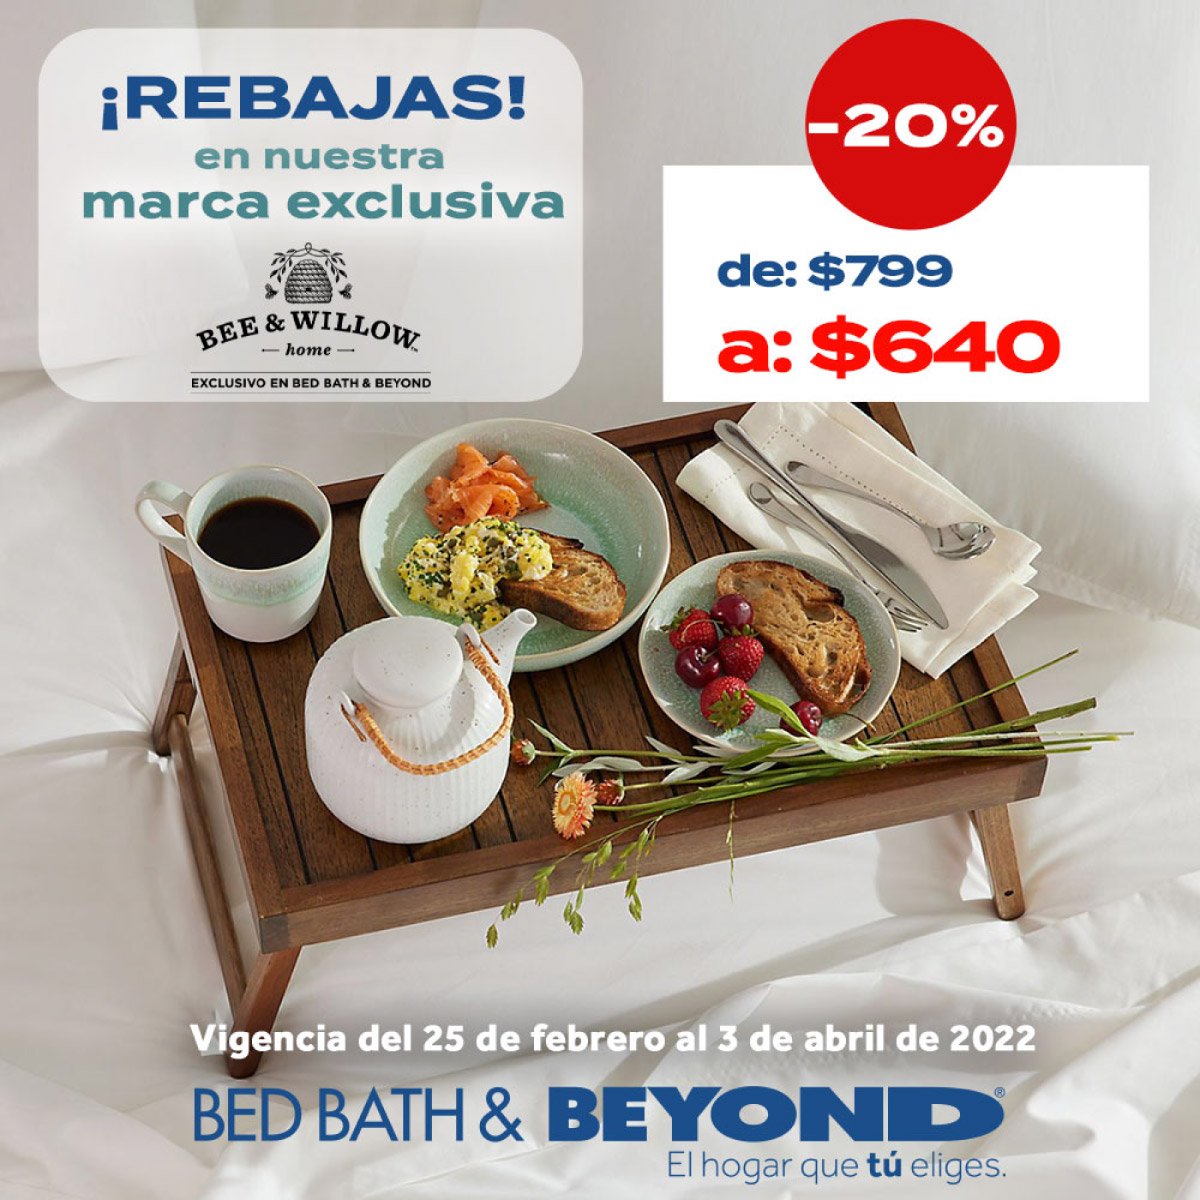 ¡REBAJAS!
en nuestra
marca exclusiva
BEE & WILLOW™
home
EXCLUSIVO EN BED BATH & BEYOND
-20%
de: $799
a: $640
Vigencia del 25 de febrero al 3 de abril de 2022
BED BATH & BEYOND®
El hogar que tú eliges.